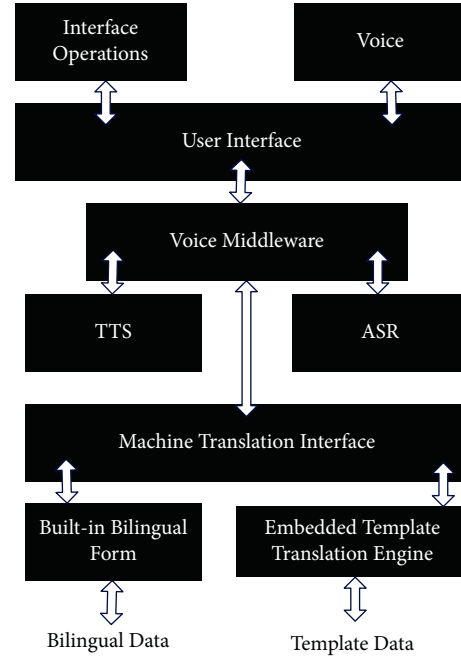 Interface
Operations
Voice
User Interface
Voice Middleware
TTS
ASR
Machine Translation Interface
Built-in Bilingual
Form
Embedded Template
Translation Engine
Bilingual Data
Template Data